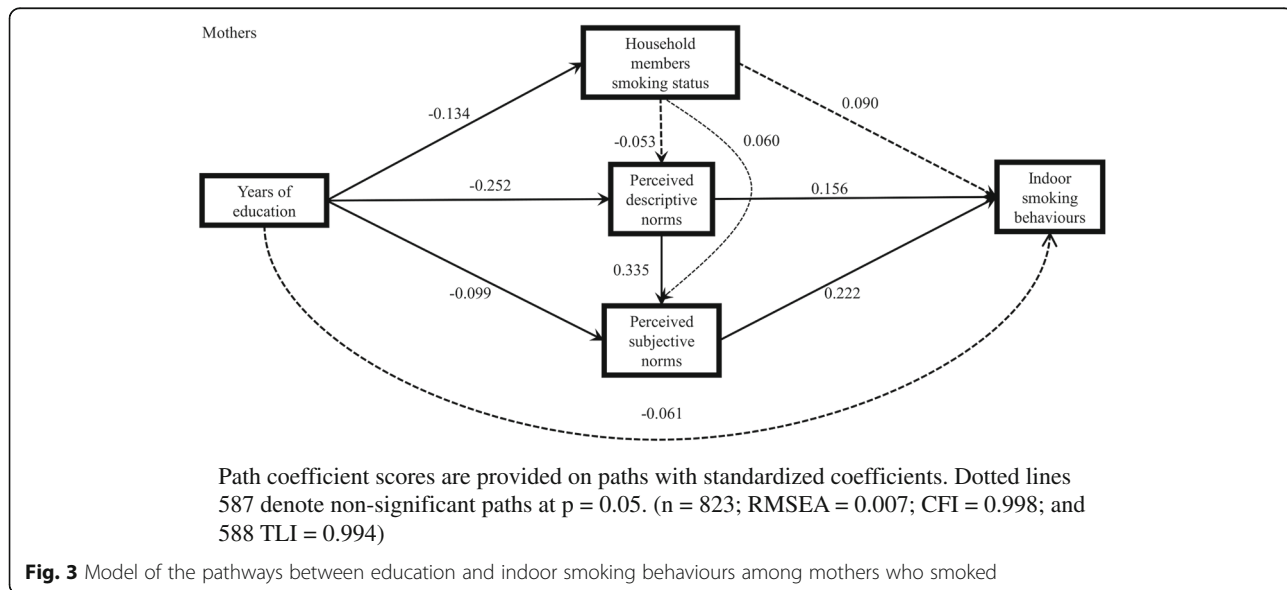 Mothers
Household
members
smoking status
-0.134
0.090
-0.053
0.060
Years of
education
-0.252
Perceived
descriptive
norms
0.156
Indoor
smoking
behaviours
0.335
-0.099
0.222
Perceived
subjective
norms
-0.061
Path coefficient scores are provided on paths with standardized coefficients. Dotted lines
587 denote non-significant paths at p = 0.05. (n = 823; RMSEA = 0.007; CFI = 0.998; and
588 TLI = 0.994)
Fig. 3 Model of the pathways between education and indoor smoking behaviours among mothers who smoked